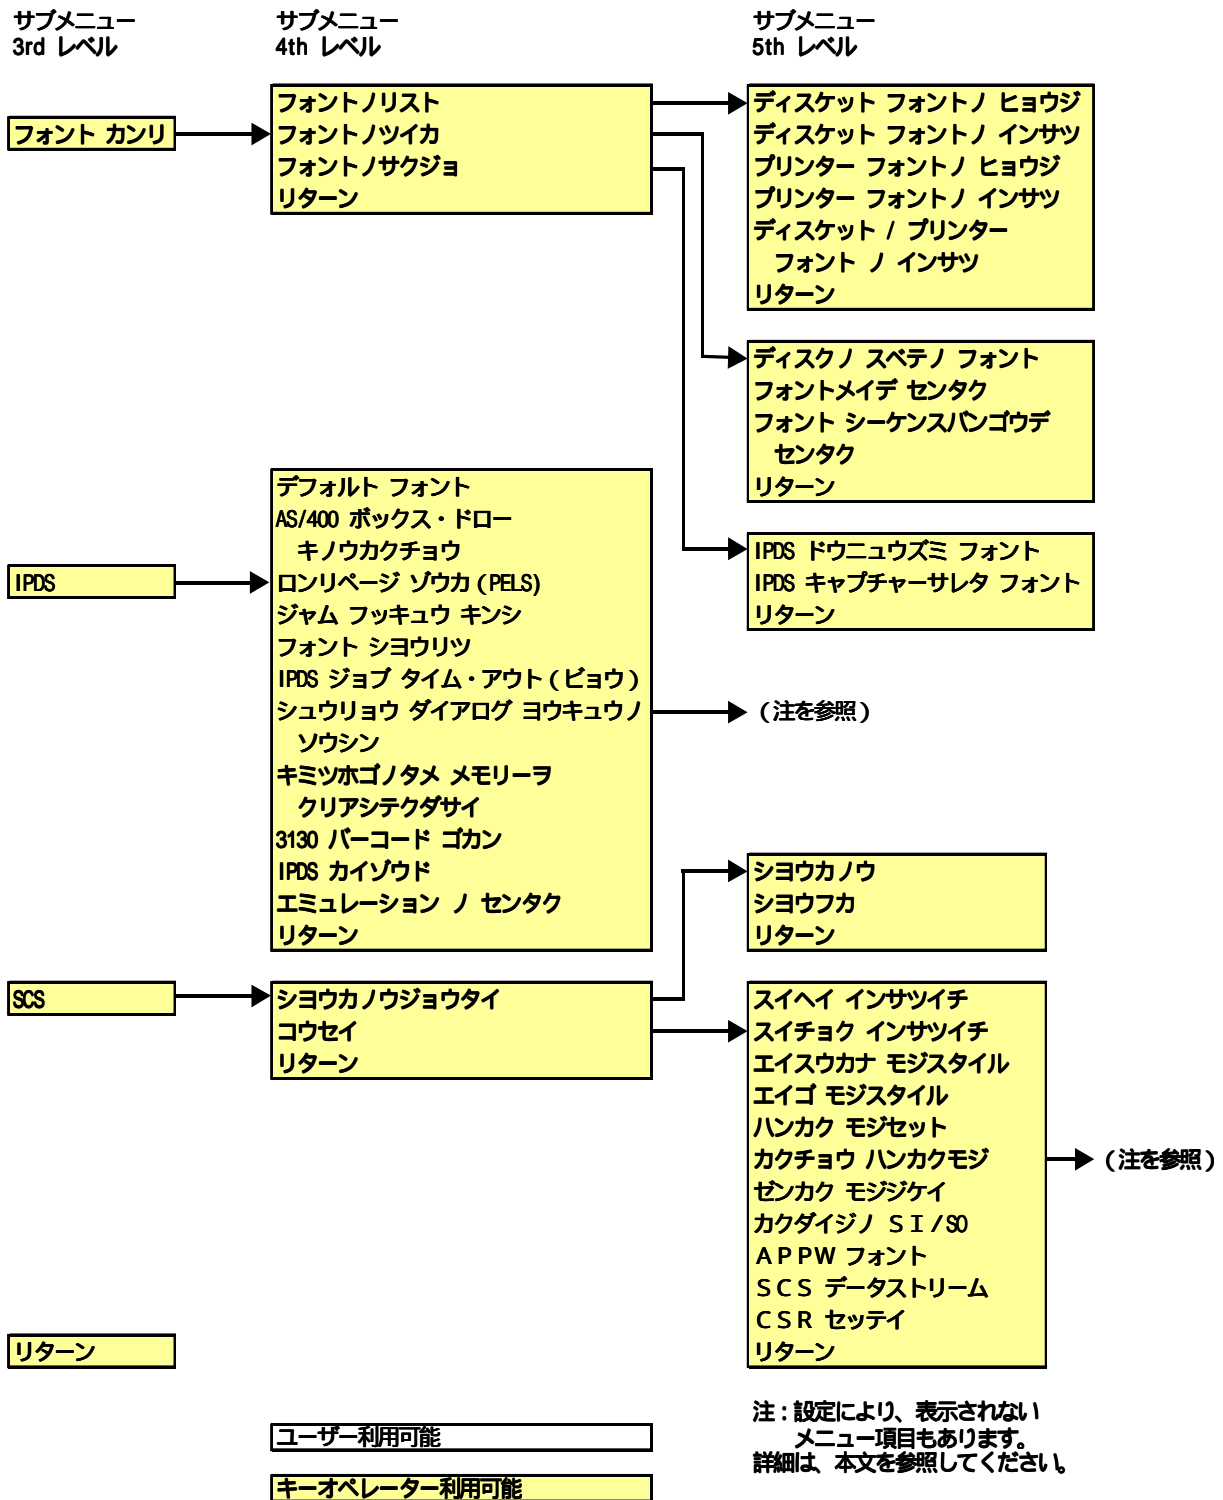 サブメニュー
3rd レベル
サブメニュー
4th レベル
サブメニュー
5th レベル
フォント カンリ
フォントノリスト
フォントノツイカ
フォントノサクジョ
リターン
ディスケット フォントノ ヒョウジ
ディスケット フォントノ インサツ
プリンター フォントノ ヒョウジ
プリンター フォントノ インサツ
ディスケット / プリンター
フォント ノ インサツ
リターン
ディスクノ スベテノ フォント
フォントメイデ センタク
フォント シーケンスバンゴウデ
センタク
リターン
IPDS ドウニュウズミ フォント
IPDS キャプチャーサレタ フォント
リターン
IPDS
デフォルト フォント
AS/400 ボックス・ドロー
キノウカクチョウ
ロンリページ ゾウカ(PELS)
ジャム フッキュウ キンシ
フォント シヨウリツ
IPDS ジョブ タイム・アウト(ビョウ)
シュウリョウ ダイアログ ヨウキュウノ
ソウシン
キミツホゴノタメ メモリーヲ
クリアシテクダサイ
3130 バーコード ゴカン
IPDS カイゾウド
エミュレーション ノ センタク
リターン
(注を参照)
SCS
シヨウカノウジョウタイ
コウセイ
リターン
シヨウカノウ
シヨウフカ
リターン
スイヘイ インサツイチ
スイチョク インサツイチ
エイスウカナ モジスタイル
エイゴ モジスタイル
ハンカク モジセット
カクチョウ ハンカクモジ
ゼンカク モジジケイ
カクダイジノ SI/SO
APPW フォント
SCS データストリーム
CSR セッテイ
リターン
(注を参照)
リターン
ユーザー利用可能
キーオペレーター利用可能
注:設定により、表示されない
メニュー項目もあります。
詳細は、本文を参照してください。